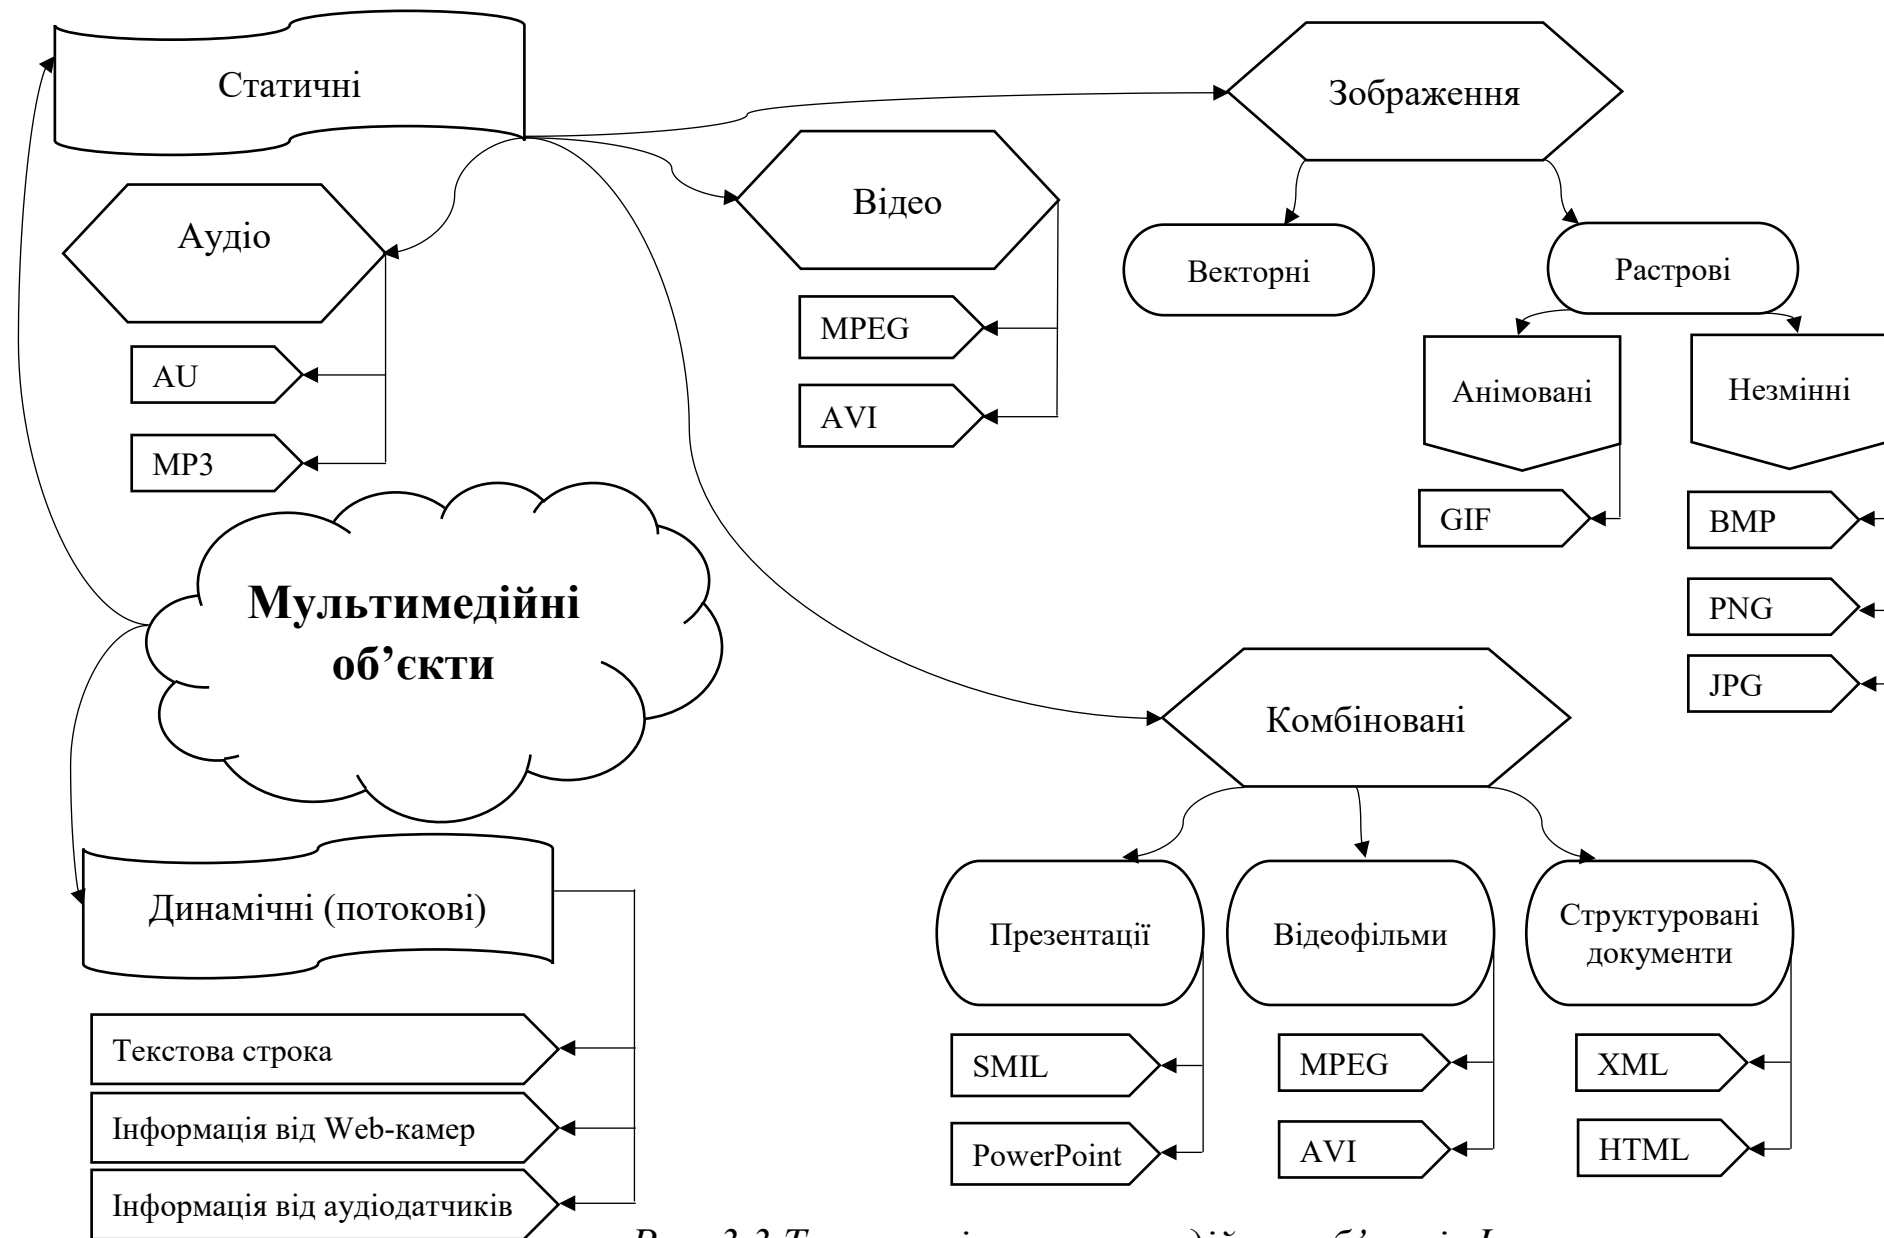 Статичні
Зображення
Відео
Аудіо
Векторні
Растрові
MPEG
AVI
AU
MP3
Анімовані
Незмінні
GIF
BMP
PNG
JPG
Мультимедійні
об’єкти
Комбіновані
Динамічні (потокові)
Презентації
Відеофільми
Структуровані
документи
Текстова строка
Інформація від Web-камер
Інформація від аудіодатчиків
SMIL
PowerPoint
MPEG
AVI
XML
HTML